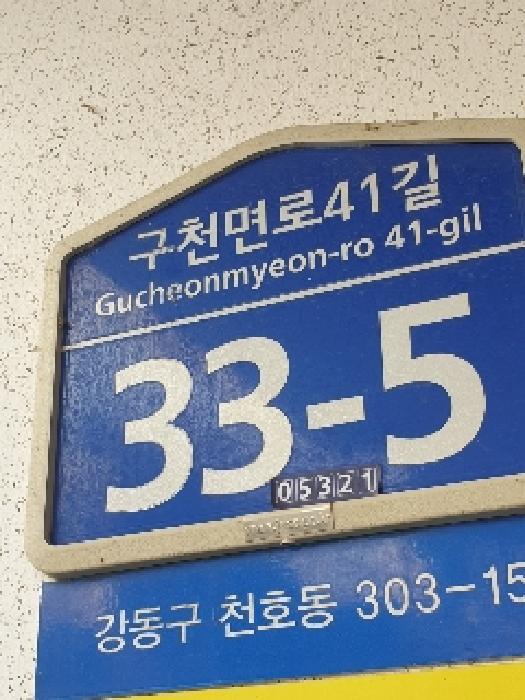 구천면로41길
Gucheonmyeon-ro 41-gil
33-5
05321
강동구 천호동 303-15